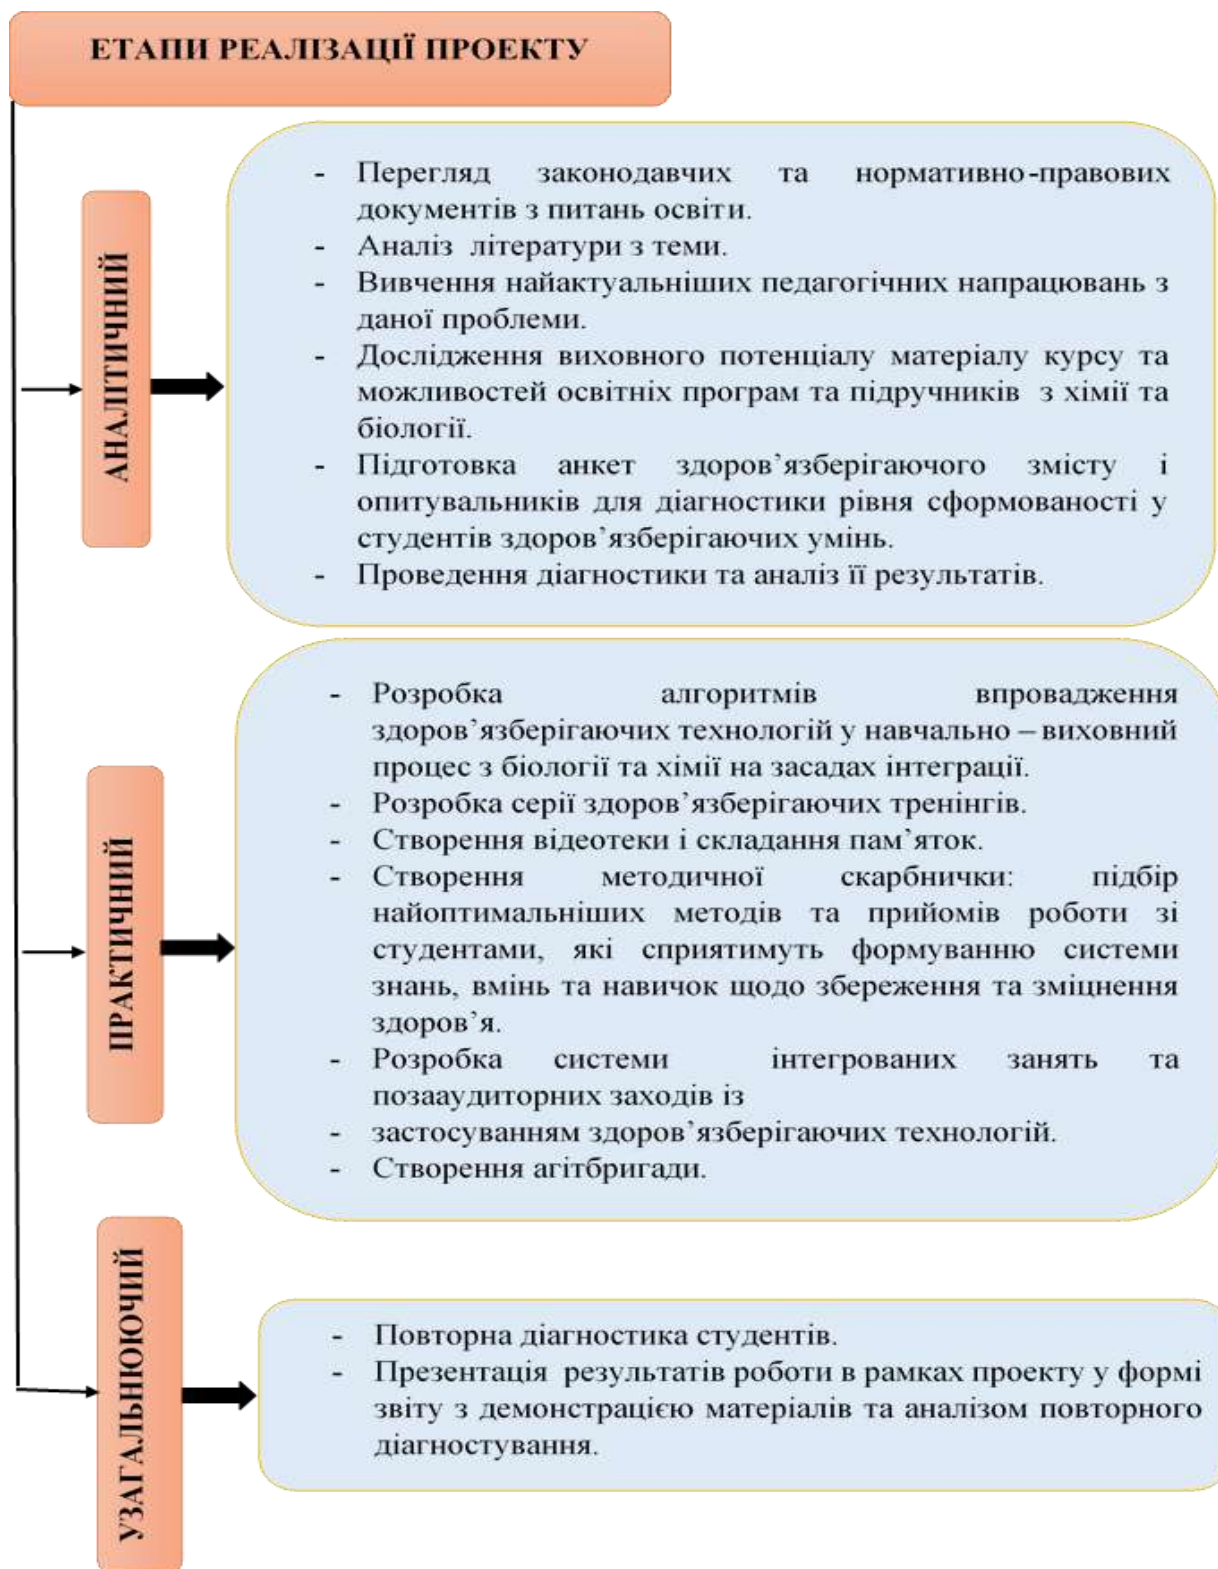 ЕТАПИ РЕАЛІЗАЦІЇ ПРОЕКТУ
АНАЛІТИЧНИЙ
- Перегляд законодавчих та нормативно-правових
документів з питань освіти.
- Аналіз літератури з теми.
- Вивчення найактуальніших педагогічних напрацювань з
даної проблеми.
- Дослідження виховного потенціалу матеріалу курсу та
можливостей освітніх програм та підручників з хімії та
біології.
- Підготовка анкет здоров’язберігаючого змісту і
опитувальників для діагностики рівня сформованості у
студентів здоров’язберігаючих умінь.
- Проведення діагностики та аналіз її результатів.
ПРАКТИЧНИЙ
- Розробка алгоритмів впровадження
здоров’язберігаючих технологій у навчально – виховний
процес з біології та хімії на засадах інтеграції.
- Розробка серії здоров’язберігаючих тренінгів.
- Створення відеотеки і складання пам’яток.
- Створення методичної скарбнички: підбір
найоптимальніших методів та прийомів роботи зі
студентами, які сприятимуть формуванню системи
знань, вмінь та навичок щодо збереження та зміцнення
здоров’я.
- Розробка системи інтегрованих занять та
позааудиторних заходів із
- застосуванням здоров’язберігаючих технологій.
- Створення агітбригади.
УЗАГАЛЬНЮЮЧИЙ
- Повторна діагностика студентів.
- Презентація результатів роботи в рамках проекту у формі
звіту з демонстрацією матеріалів та аналізом повторного
діагностування.